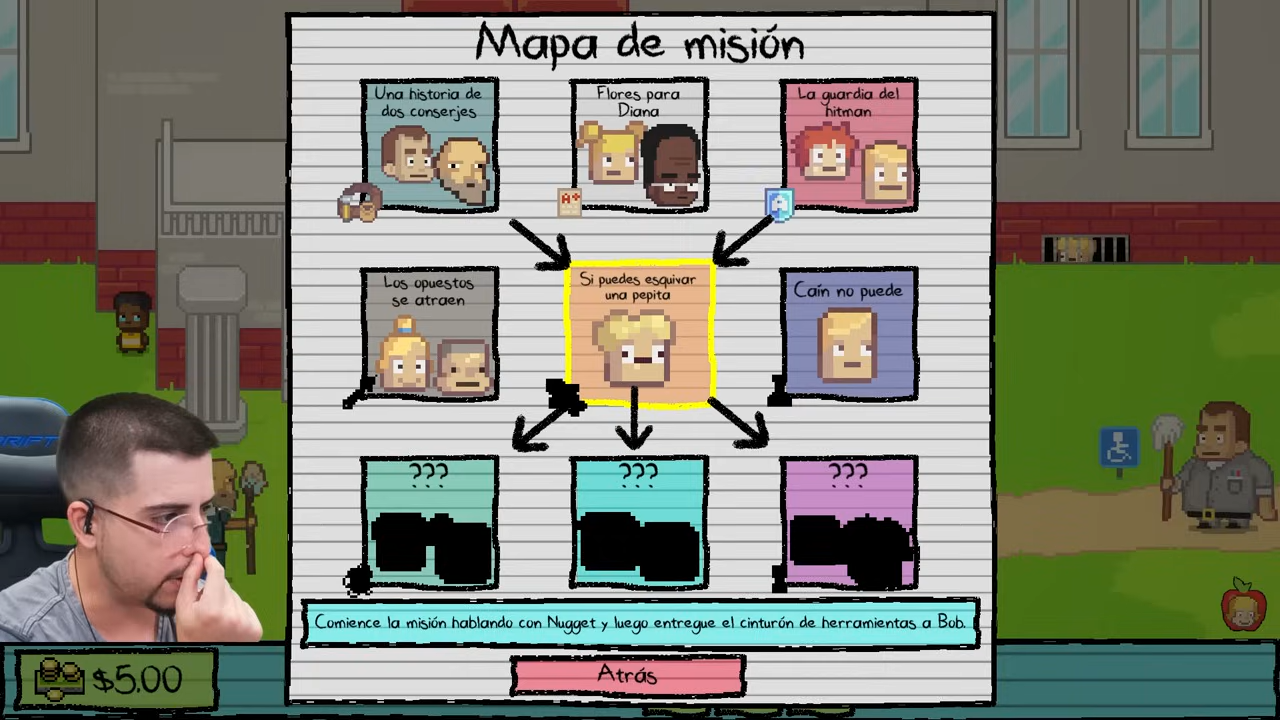 Mapa de misión
Una historia de
dos conserjes
Flores para
Diana
La guardia del
hitman
A+
A
Los opuestos
se atraen
Si puedes esquivar
una pepita
Caín no puede
???
???
???
Comience la misión hablando con Nugget y luego entregue el cinturón de herramientas a Bob.
Atrás
$5.00